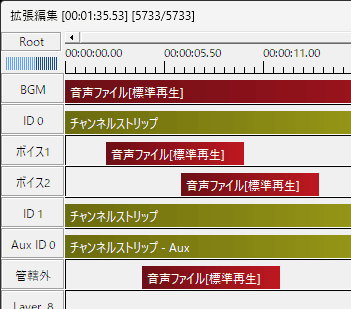 拡張編集 [00:01:35.53] [5733/5733]
Root
00:00:00.00 00:00:05.50 00:00:11.00
BGM 音声ファイル[標準再生]
ID 0 チャンネルストリップ
ボイス1 音声ファイル[標準再生]
ボイス2 音声ファイル[標準再生]
ID 1 チャンネルストリップ
Aux ID 0 チャンネルストリップ - Aux
管轄外 音声ファイル[標準再生]
Layer 8